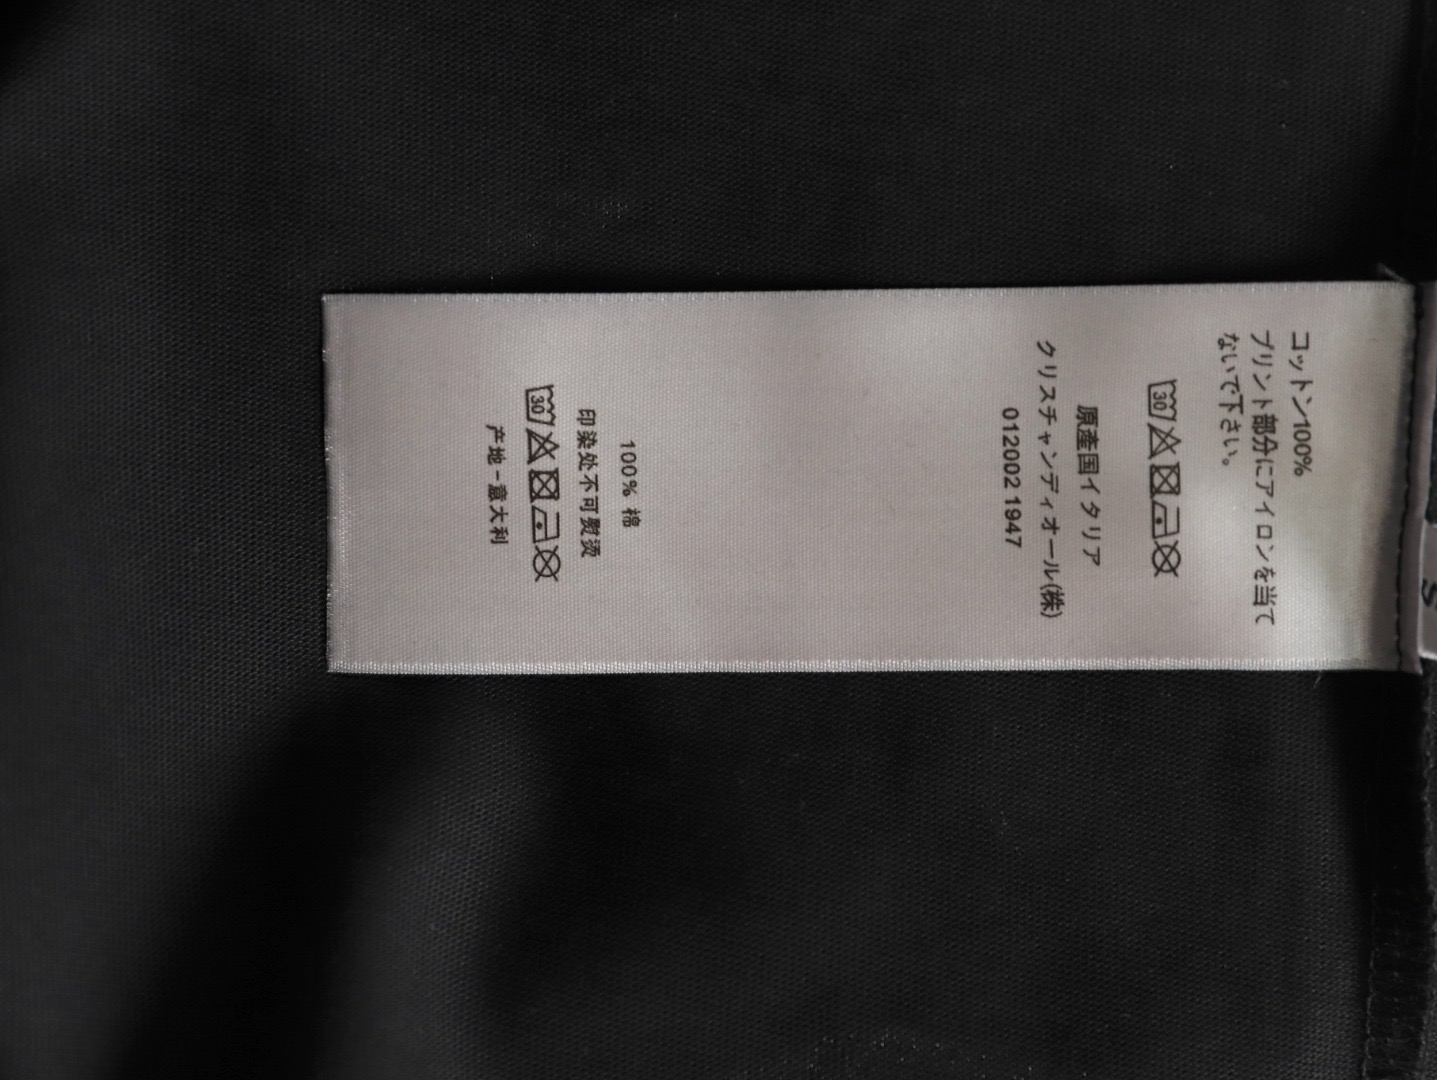 コットン100%
プリント部分にアイロンを当て
ないで下さい。
30
原産国イタリア
クリスチャンディオール(株)
0120021947
100% 棉
印染处不可熨烫
30
产地-意大利
S